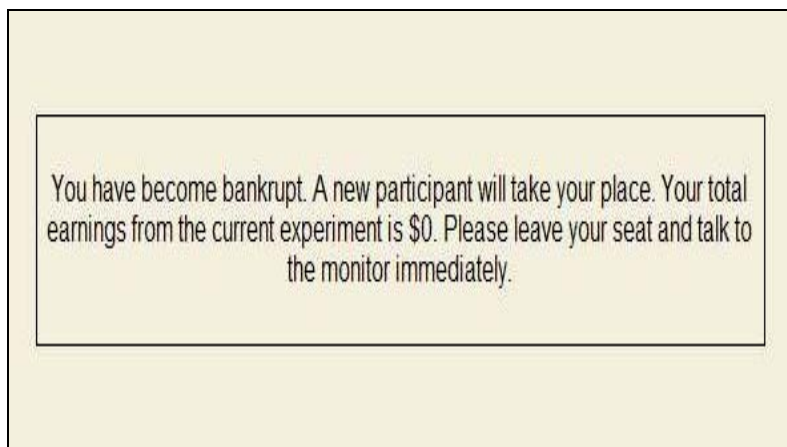 You have become bankrupt. A new participant will take your place. Your total
earnings from the current experiment is $0. Please leave your seat and talk to
the monitor immediately.